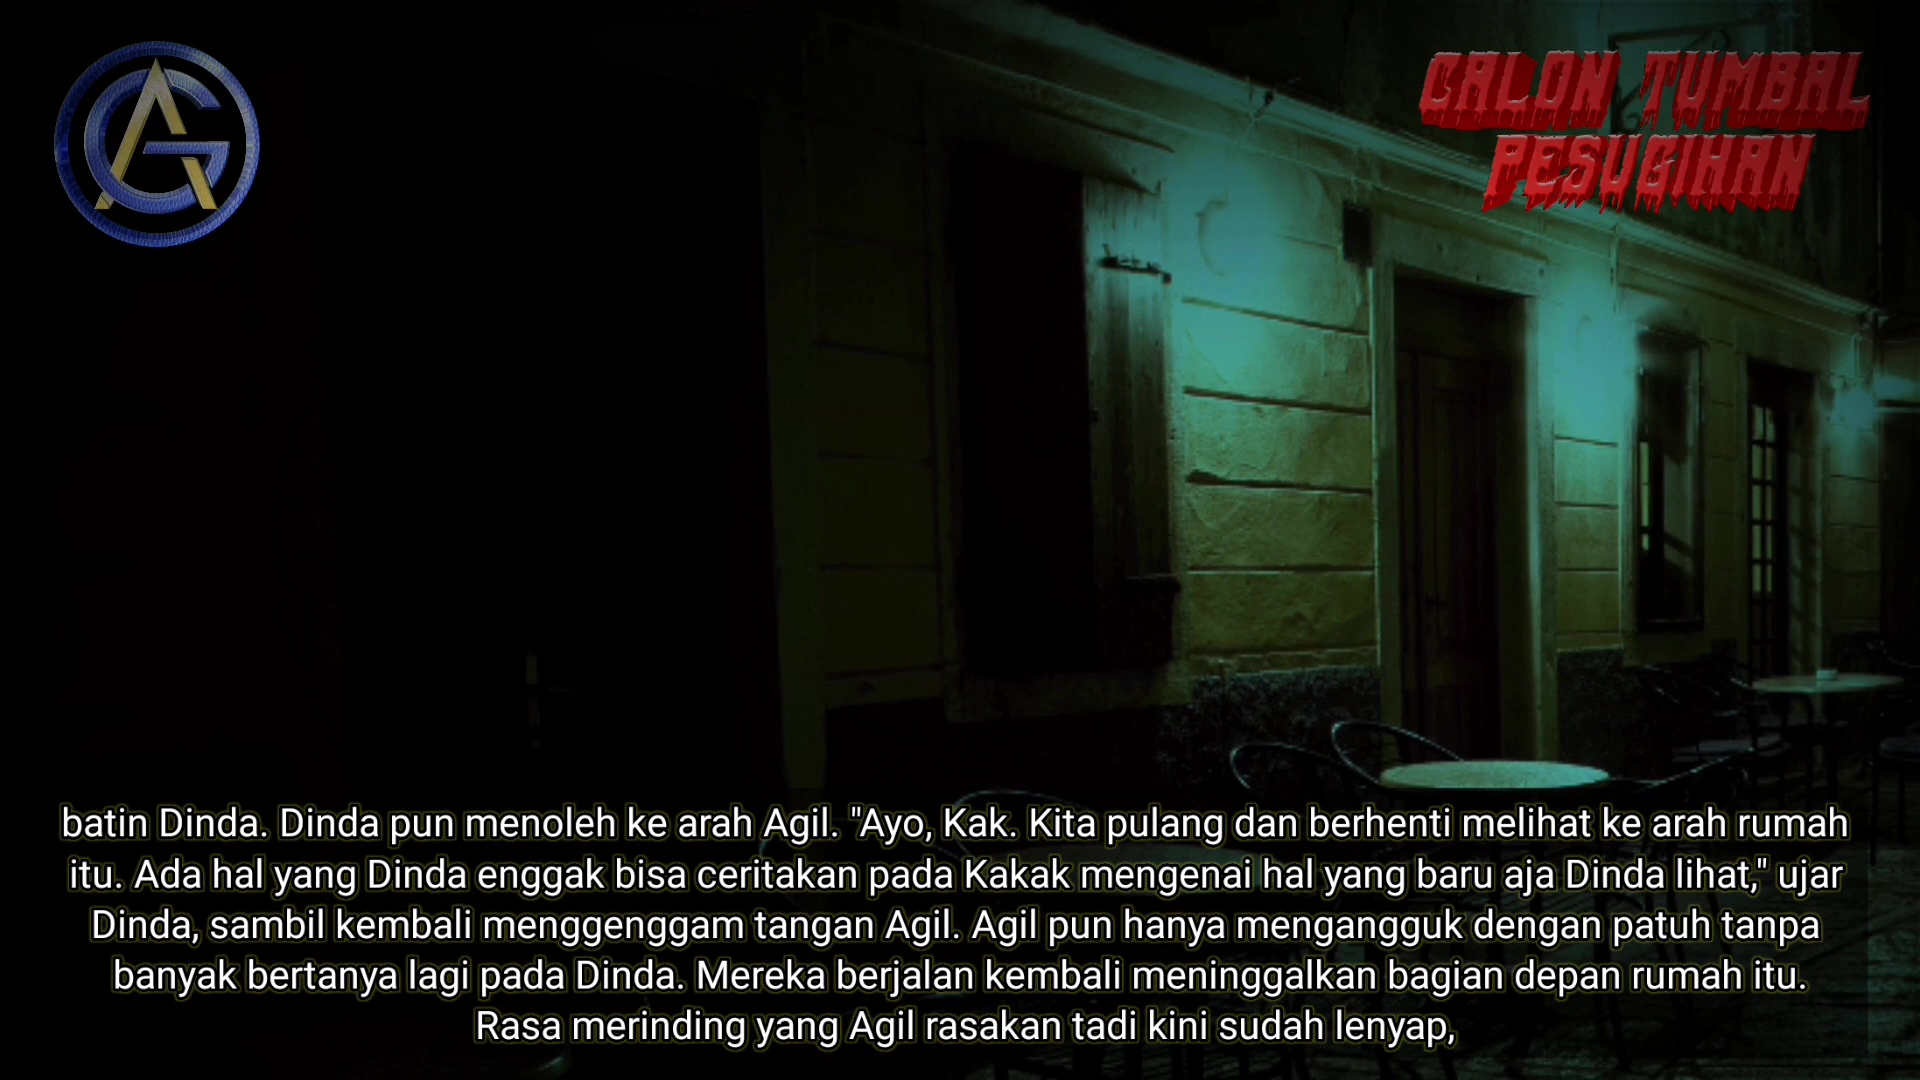 CALON TUMBAL
PESUGIHAN
batin Dinda. Dinda pun menoleh ke arah Agil. "Ayo, Kak. Kita pulang dan berhenti melihat ke arah rumah
itu. Ada hal yang Dinda enggak bisa ceritakan pada Kakak mengenai hal yang baru aja Dinda lihat," ujar
Dinda, sambil kembali menggenggam tangan Agil. Agil pun hanya mengangguk dengan patuh tanpa
banyak bertanya lagi pada Dinda. Mereka berjalan kembali meninggalkan bagian depan rumah itu.
Rasa merinding yang Agil rasakan tadi kini sudah lenyap,